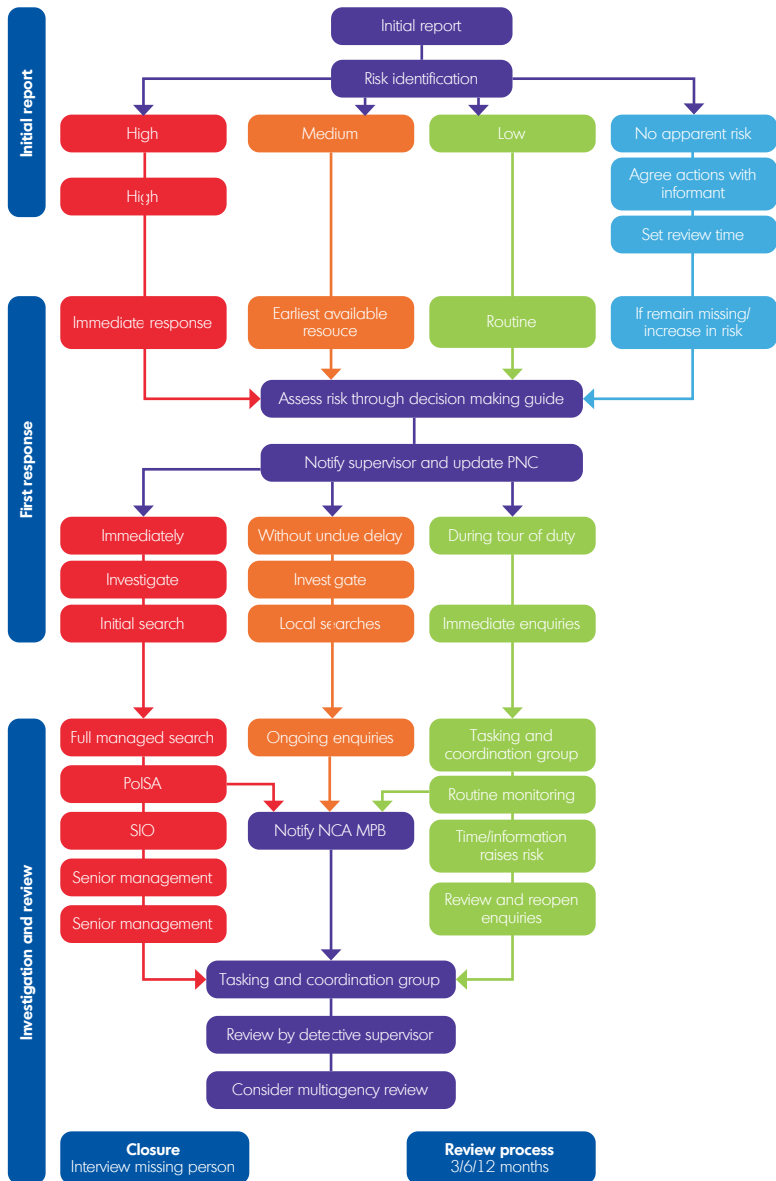 Initial report
Initial report
Risk identification
High
Medium
Low
No apparent risk
High
Agree actions with
informant
Set review time
First response
Immediate response
Earliest available
resouce
Routine
If remain missing/
increase in risk
Assess risk through decision making guide
Notify supervisor and update PNC
Immediately
Without undue delay
During tour of duty
Investigate
Investigate
Initial search
Local searches
Immediate enquiries
Investigation and review
Full managed search
Ongoing enquiries
Tasking and
coordination group
PolSA
Routine monitoring
SIO
Notify NCA MPB
Time/information
raises risk
Senior management
Review and reopen
enquiries
Senior management
Tasking and coordination group
Review by detective supervisor
Consider multiagency review
Closure
Interview missing person
Review process
3/6/12 months